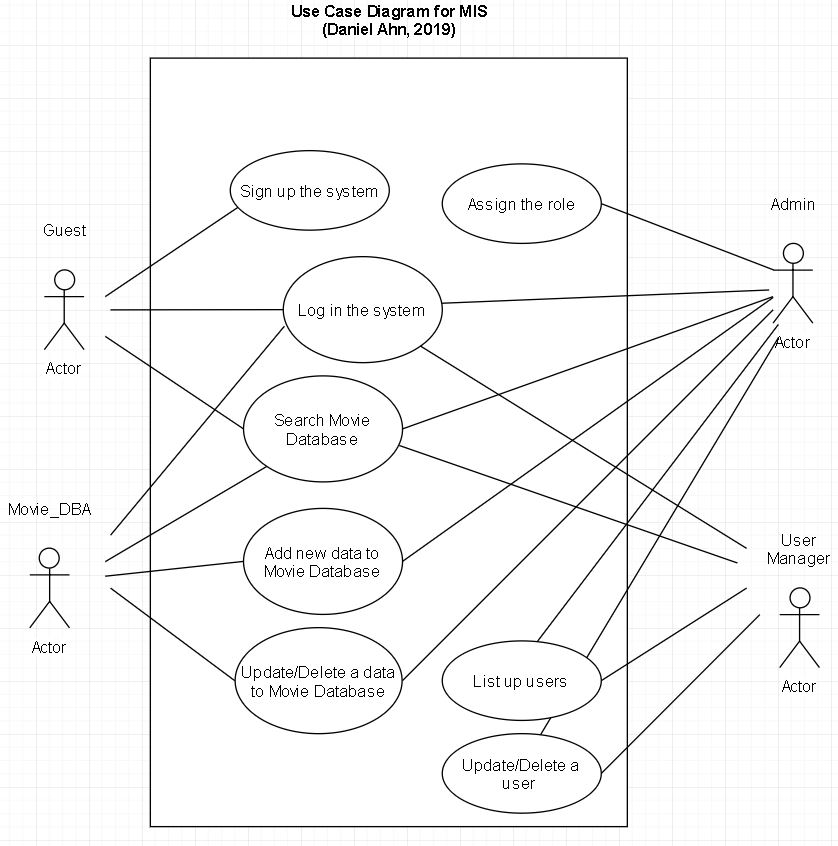 Use Case Diagram for MIS
(Daniel Ahn, 2019)
Sign up the system
Assign the role
Admin
Guest
Log in the system
Actor
Actor
Search Movie
Database
Movie_DBA
User
Manager
Add new data to
Movie Database
Actor
Update/Delete a data
to Movie Database
List up users
Actor
Update/Delete a
user